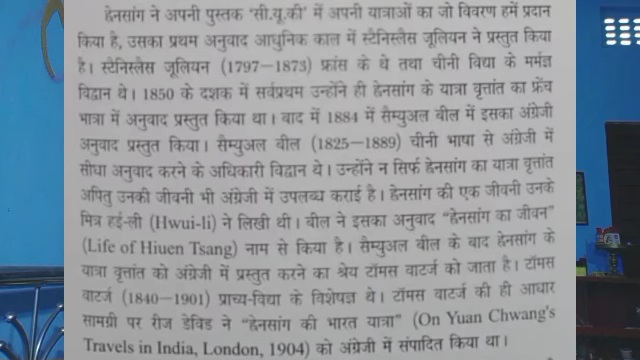 हेनसांग ने अपनी पुस्तक ‘सी.यू.की’ में अपनी यात्राओं का जो विवरण हमें प्रदान
किया है, उसका प्रथम अनुवाद आधुनिक काल में स्टैनिस्लैस जूलियन ने प्रस्तुत किया
है। स्टैनिस्लैस जूलियन (1797—1873) फ्रांस के थे तथा चीनी विद्या के मर्मज्ञ
विद्वान थे। 1850 के दशक में सर्वप्रथम उन्होंने ही हेनसांग के यात्रा वृत्तांत का फ्रेंच
भात्रा में अनुवाद प्रस्तुत किया था। बाद में 1884 में सैम्युअल बील में इसका अंग्रेजी
अनुवाद प्रस्तुत किया। सैम्युअल बील (1825—1889) चीनी भाषा से अंग्रेजी में
सीधा अनुवाद करने के अधिकारी विद्वान थे। उन्होंने न सिर्फ हेनसांग का यात्रा वृत्तांत
अपितु उनकी जीवनी भी अंग्रेजी में उपलब्ध कराई है। हेनसांग की एक जीवनी उनके
मित्र हुई-ली (Hwui-li) ने लिखी थी। बील ने इसका अनुवाद “हेनसांग का जीवन”
(Life of Hiuen Tsang) नाम से किया है। सैम्युअल बील के बाद हेनसांग के
यात्रा वृत्तांत को अंग्रेजी में प्रस्तुत करने का श्रेय टॉमस वाटर्ज को जाता है। टॉमस
वाटर्ज (1840—1901) प्राच्य-विद्या के विशेषज्ञ थे। टॉमस वाटर्ज की ही आधार
सामग्री पर रीज डेविड ने “हेनसांग की भारत यात्रा” (On Yuan Chwang's
Travels in India, London, 1904) को अंग्रेजी में संपादित किया था।